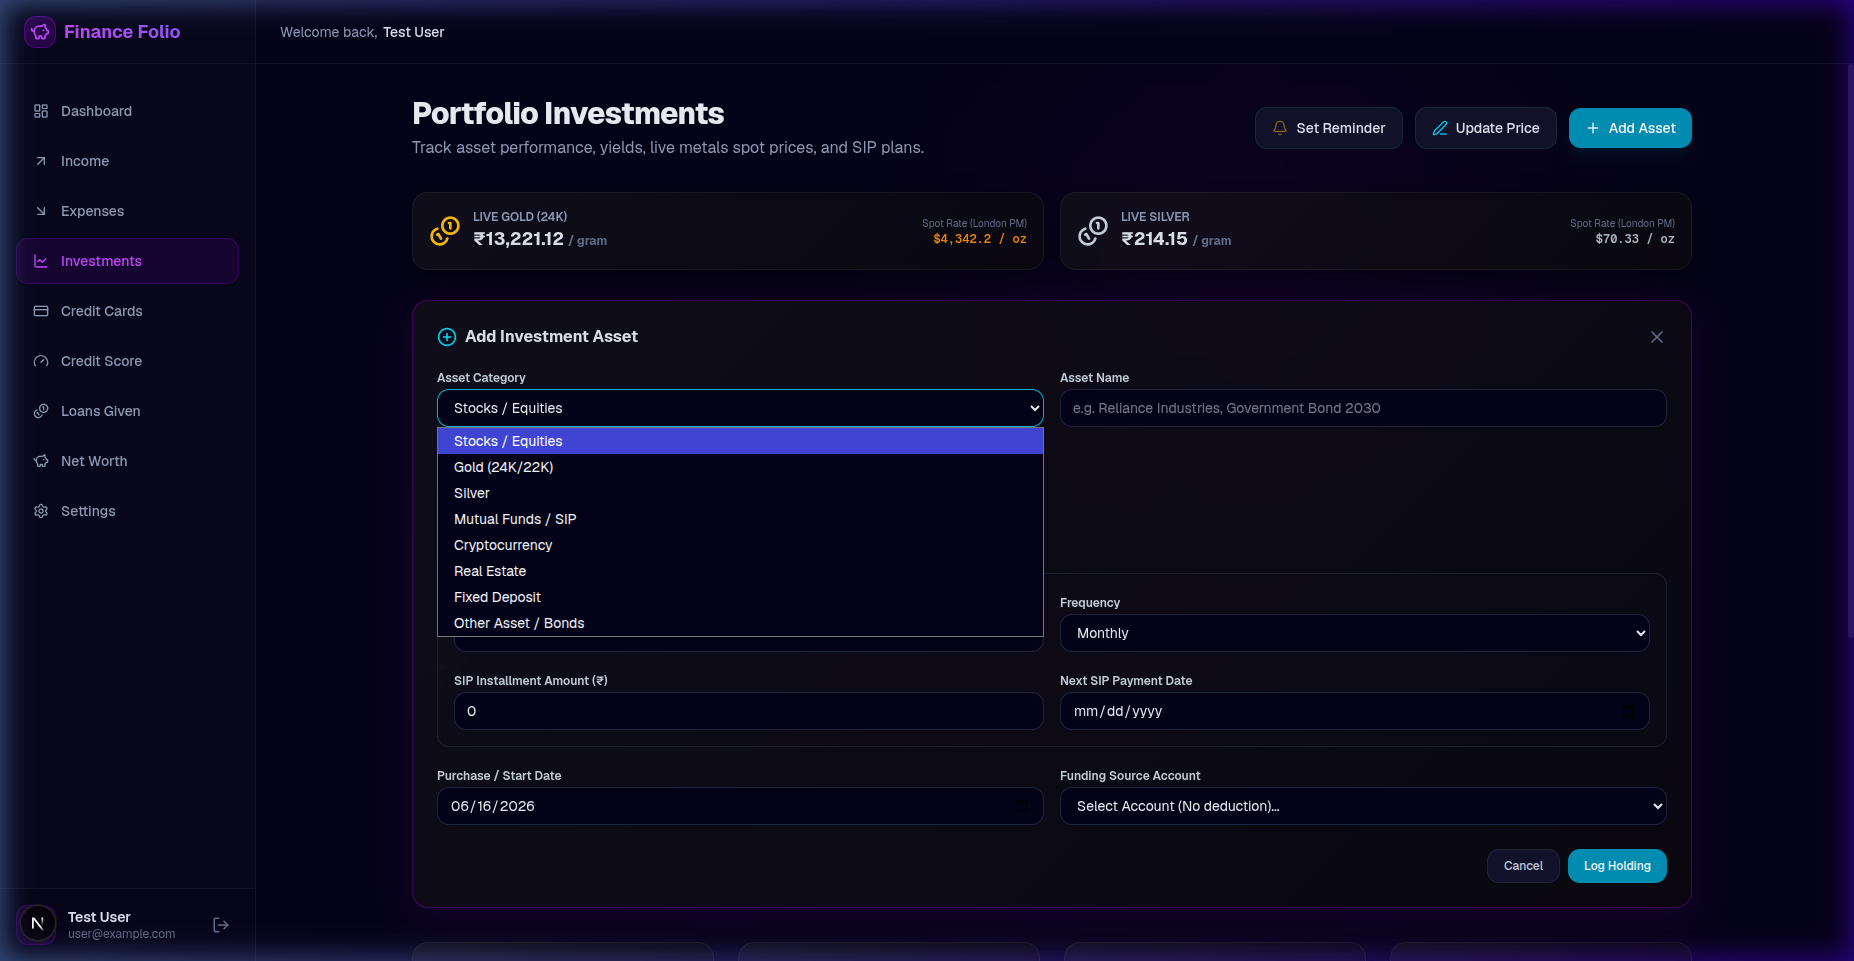 Finance Folio
Welcome back, Test User
Dashboard
Income
Expenses
Investments
Credit Cards
Credit Score
Loans Given
Net Worth
Settings
Portfolio Investments
Track asset performance, yields, live metals spot prices, and SIP plans.
Set Reminder
Update Price
Add Asset
LIVE GOLD (24K)
₹13,221.12 / gram
Spot Rate (London PM)
$4,342.2 / oz
LIVE SILVER
₹214.15 / gram
Spot Rate (London PM)
$70.33 / oz
Add Investment Asset
Asset Category
Stocks / Equities
Asset Name
e.g. Reliance Industries, Government Bond 2030
Stocks / Equities
Gold (24K/22K)
Silver
Mutual Funds / SIP
Cryptocurrency
Real Estate
Fixed Deposit
Other Asset / Bonds
Frequency
Monthly
SIP Installment Amount (₹)
0
Next SIP Payment Date
mm/dd/yyyy
Purchase / Start Date
06/16/2026
Funding Source Account
Select Account (No deduction)...
Cancel
Log Holding
N
Test User
user@example.com